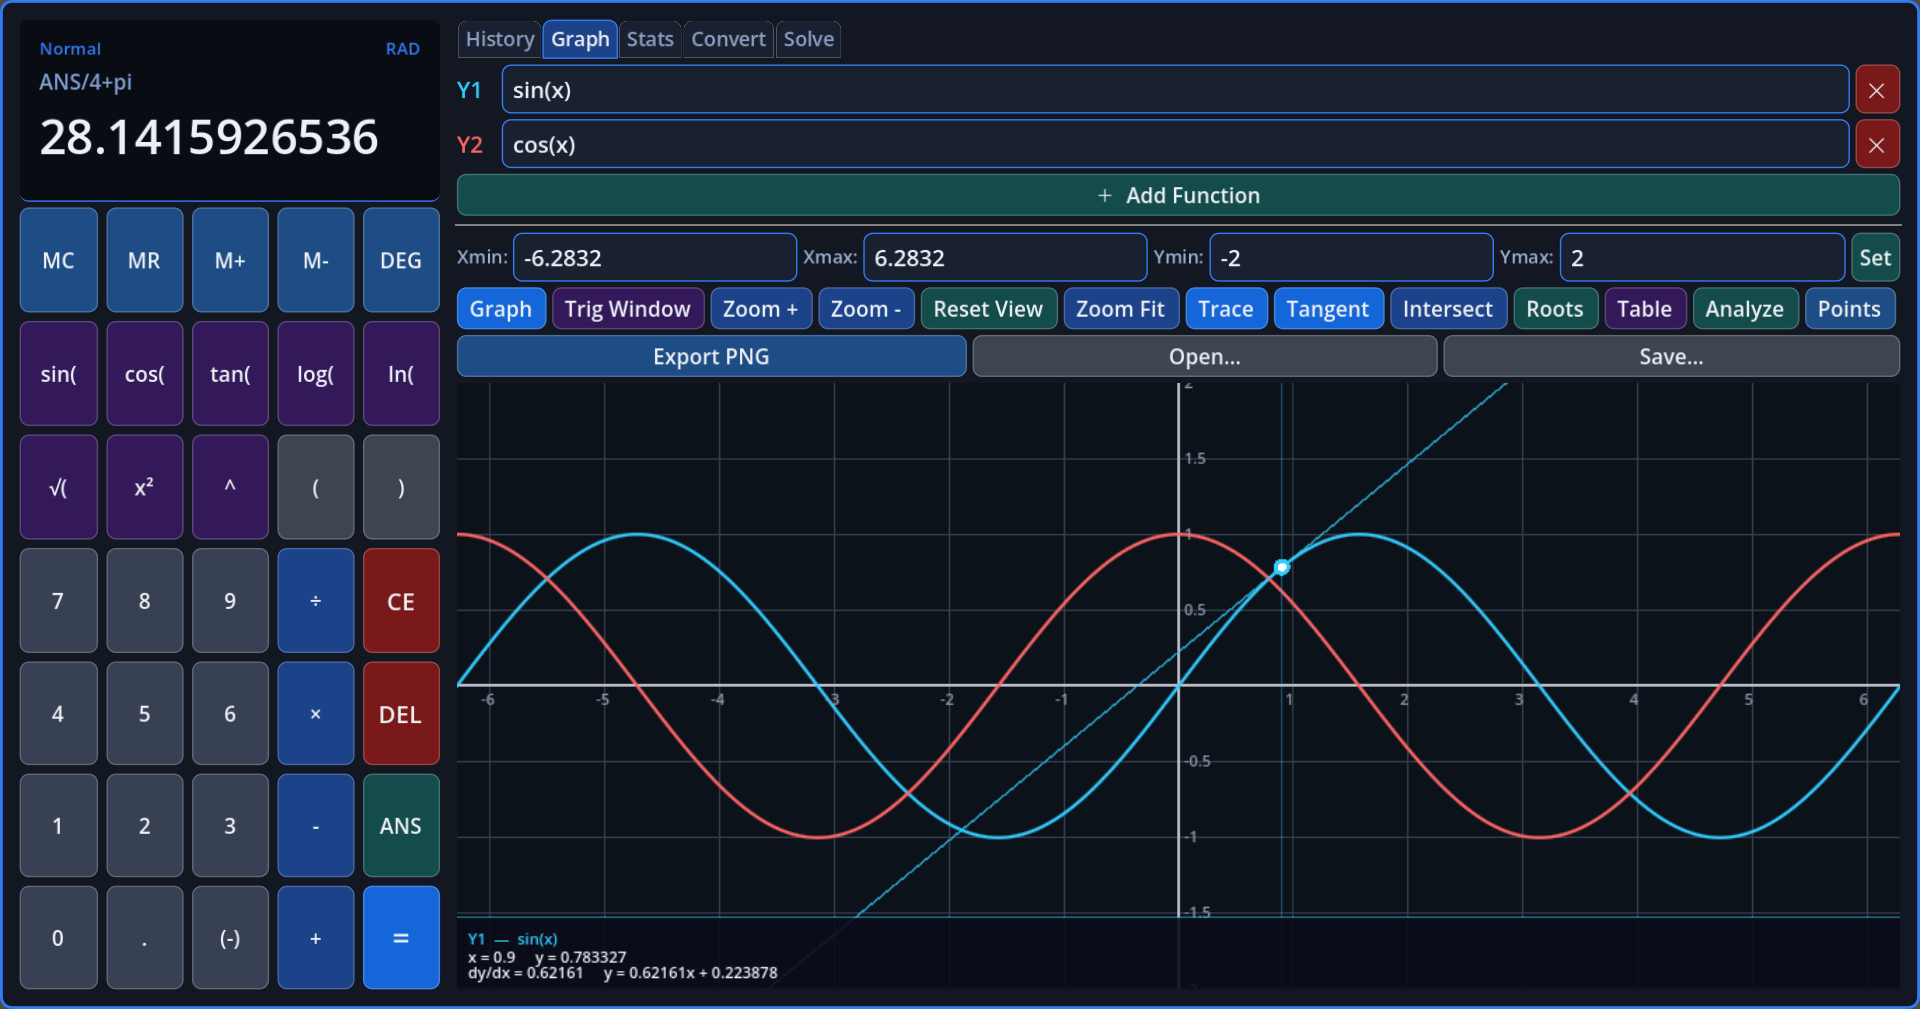 Normal RAD
ANS/4+pi
28.1415926536
MC MR M+ M- DEG
sin( cos( tan( log( ln(
√( x² ^ ( )
7 8 9 ÷ CE
4 5 6 × DEL
1 2 3 - ANS
0 . (-) + =
History Graph Stats Convert Solve
Y1 sin(x) ×
Y2 cos(x) ×
+ Add Function
Xmin: -6.2832 Xmax: 6.2832 Ymin: -2 Ymax: 2 Set
Graph Trig Window Zoom + Zoom - Reset View Zoom Fit Trace Tangent Intersect Roots Table Analyze Points
Export PNG Open... Save...
2
1.5
1
0.5
-6 -5 -4 -3 -2 -1 1 2 3 4 5 6
-0.5
-1
-1.5
Y1 — sin(x)
x = 0.9 y = 0.783327
dy/dx = 0.62161 y = 0.62161x + 0.223878